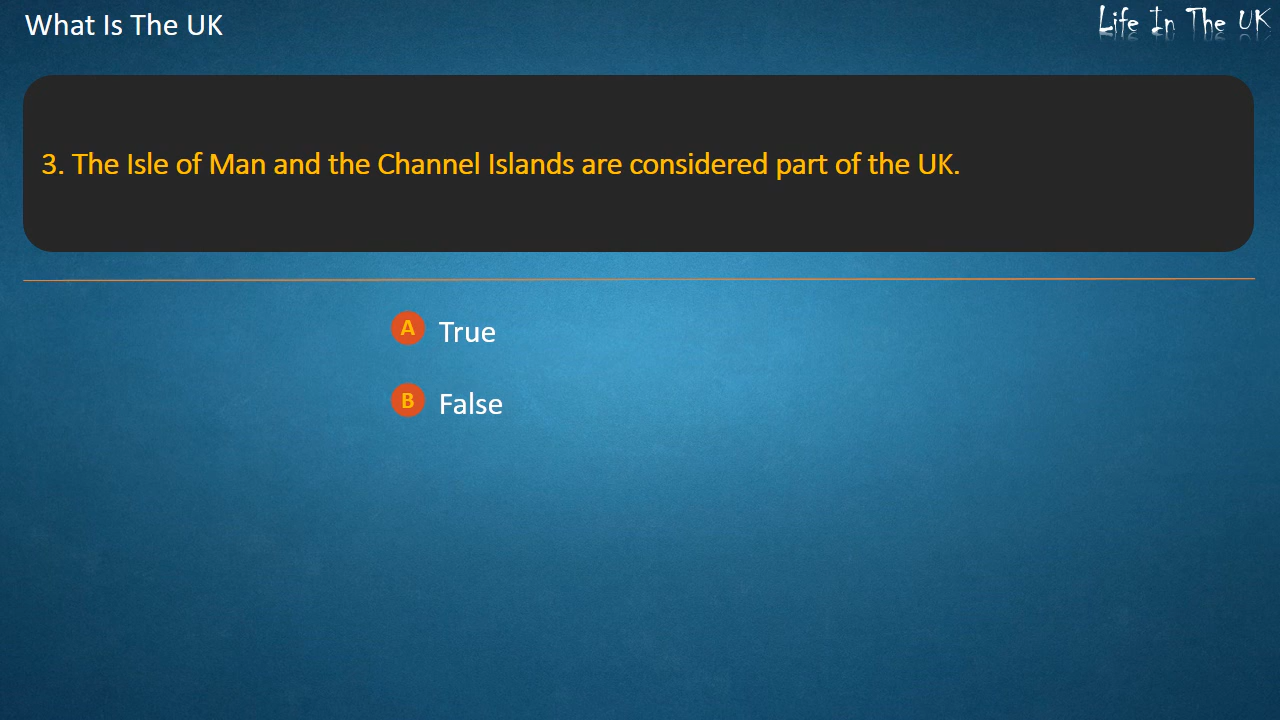 What Is The UK
Life In The UK
3. The Isle of Man and the Channel Islands are considered part of the UK.
A True
B False